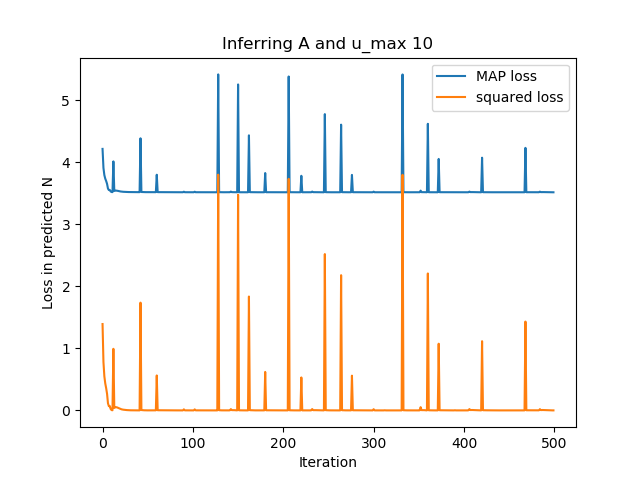 Inferring A and u_max 10
MAP loss
squared loss
Loss in predicted N
5
4
3
2
1
0
0 100 200 300 400 500
Iteration